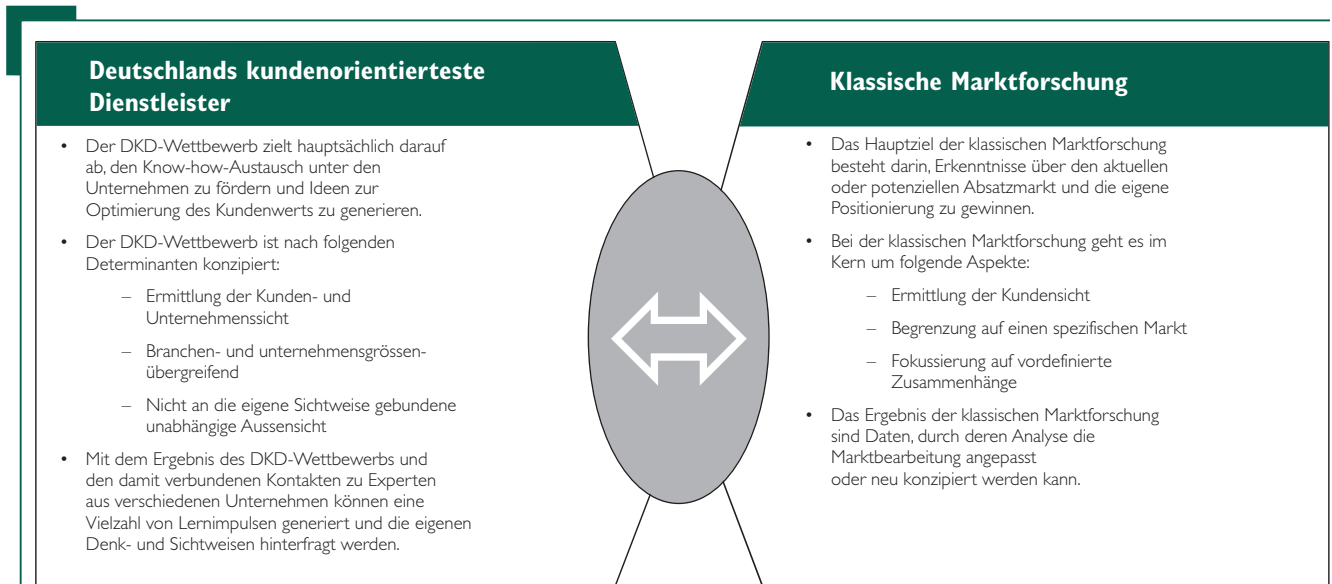 Deutschlands kundenorientierteste
Dienstleister
• Der DKD-Wettbewerb zielt hauptsächlich darauf
ab, den Know-how-Austausch unter den
Unternehmen zu fördern und Ideen zur
Optimierung des Kundenwerts zu generieren.
• Der DKD-Wettbewerb ist nach folgenden
Determinanten konzipiert:
– Ermittlung der Kunden- und
Unternehmenssicht
– Branchen- und unternehmensgrössen-
übergreifend
– Nicht an die eigene Sichtweise gebundene
unabhängige Aussensicht
• Mit dem Ergebnis des DKD-Wettbewerbs und
den damit verbundenen Kontakten zu Experten
aus verschiedenen Unternehmen können eine
Vielzahl von Lernimpulsen generiert und die eigenen
Denk- und Sichtweisen hinterfragt werden.
Klassische Marktforschung
• Das Hauptziel der klassischen Marktforschung
besteht darin, Erkenntnisse über den aktuellen
oder potenziellen Absatzmarkt und die eigene
Positionierung zu gewinnen.
• Bei der klassischen Marktforschung geht es im
Kern um folgende Aspekte:
– Ermittlung der Kundensicht
– Begrenzung auf einen spezifischen Markt
– Fokussierung auf vordefinierte
Zusammenhänge
• Das Ergebnis der klassischen Marktforschung
sind Daten, durch deren Analyse die
Marktbearbeitung angepasst
oder neu konzipiert werden kann.